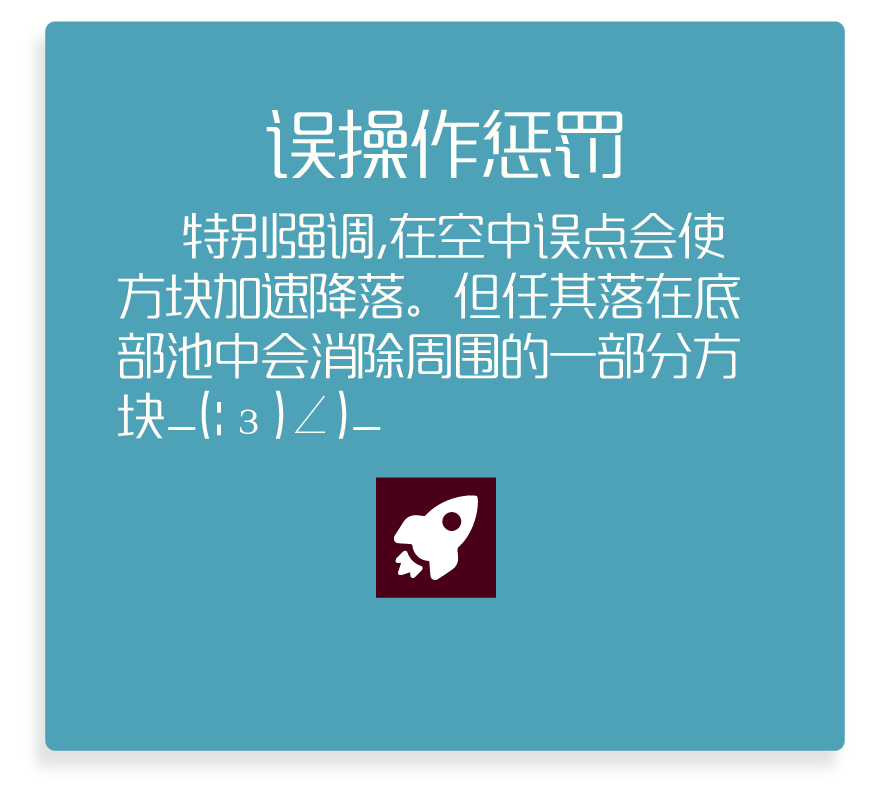 误操作惩罚
特别强调,在空中误点会使
方块加速降落。但任其落在底
部池中会消除周围的一部分方
块_(:з)∠)_